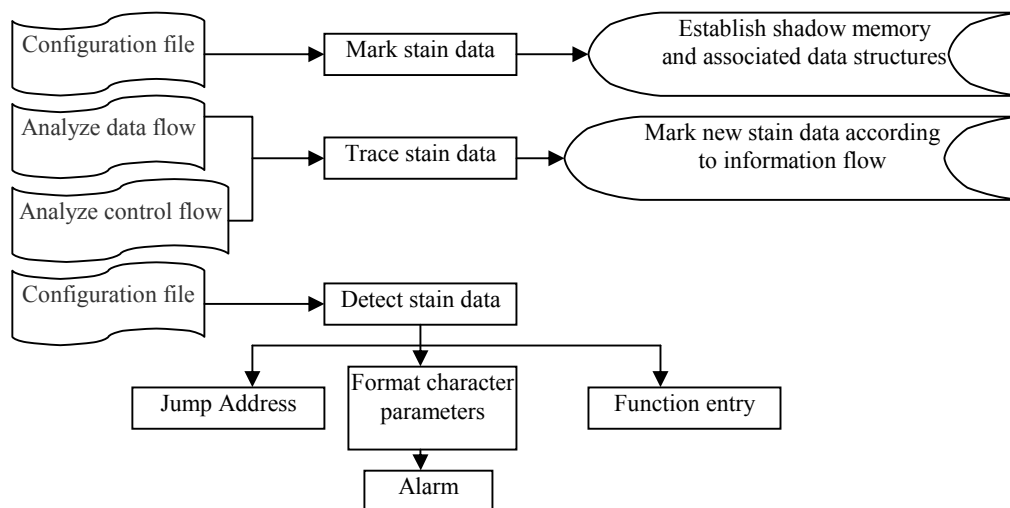 Configuration file
Mark stain data
Establish shadow memory
and associated data structures
Analyze data flow
Trace stain data
Mark new stain data according
to information flow
Analyze control flow
Configuration file
Detect stain data
Jump Address
Format character
parameters
Function entry
Alarm